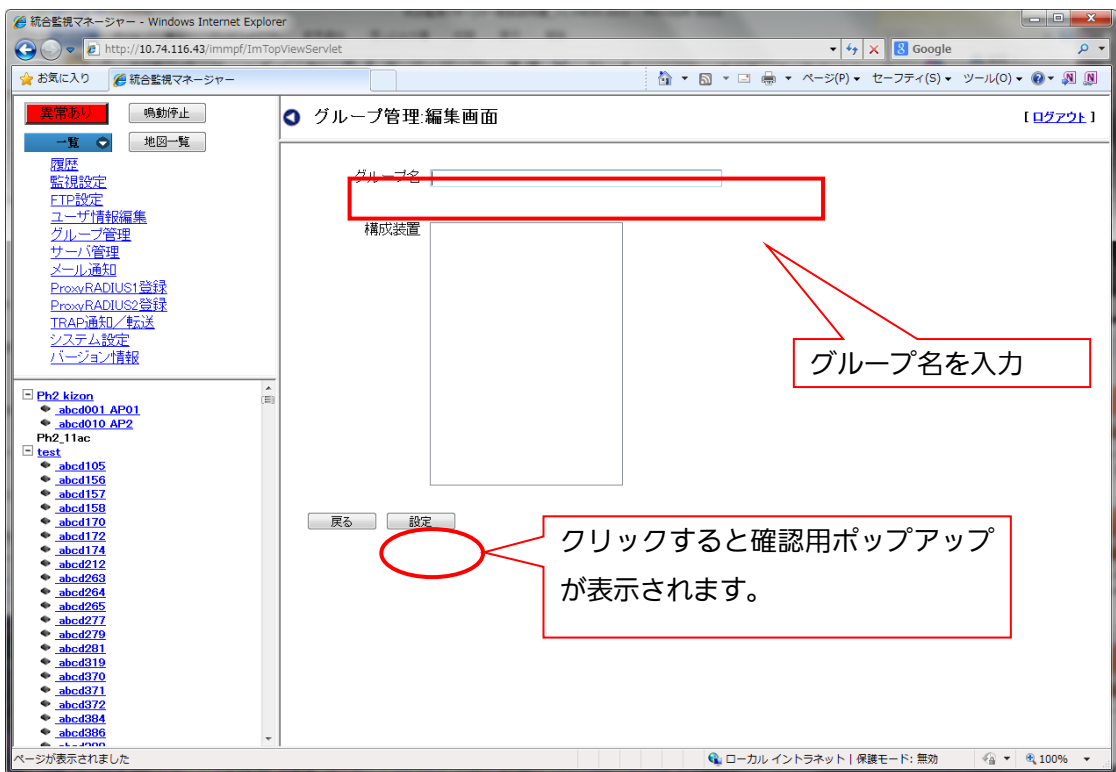 統合監視マネージャー - Windows Internet Explorer
http://10.74.116.43/immpf/ImTopViewServlet
Google
お気に入り
統合監視マネージャー
ページ(P)
セーフティ(S)
ツール(O)
異常あり
鳴動停止
一覧
地図一覧
グループ管理:編集画面
[ ログアウト ]
履歴
監視設定
FTP設定
ユーザ情報編集
グループ管理
サーバ管理
メール通知
ProxyRADIUS1登録
ProxyRADIUS2登録
TRAP通知／転送
システム設定
バージョン情報
Ph2 kizon
abcd001 AP01
abcd010 AP2
Ph2_11ac
test
abcd105
abcd156
abcd157
abcd158
abcd170
abcd172
abcd174
abcd212
abcd263
abcd264
abcd265
abcd277
abcd279
abcd281
abcd319
abcd370
abcd371
abcd372
abcd384
abcd386
グループ名
構成装置
グループ名を入力
戻る
設定
クリックすると確認用ポップアップ
が表示されます。
ページが表示されました
ローカル イントラネット | 保護モード: 無効
100%